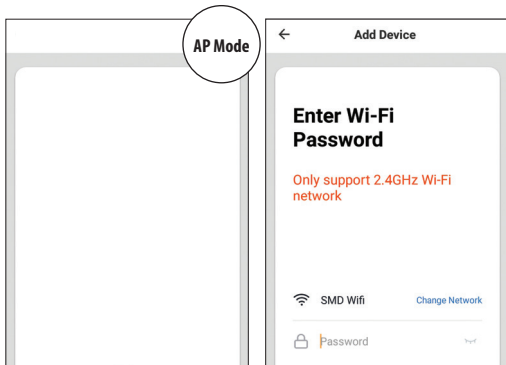 AP Mode
Add Device
Enter Wi-Fi
Password
Only support 2.4GHz Wi-Fi
network
SMD Wifi
Change Network
Password